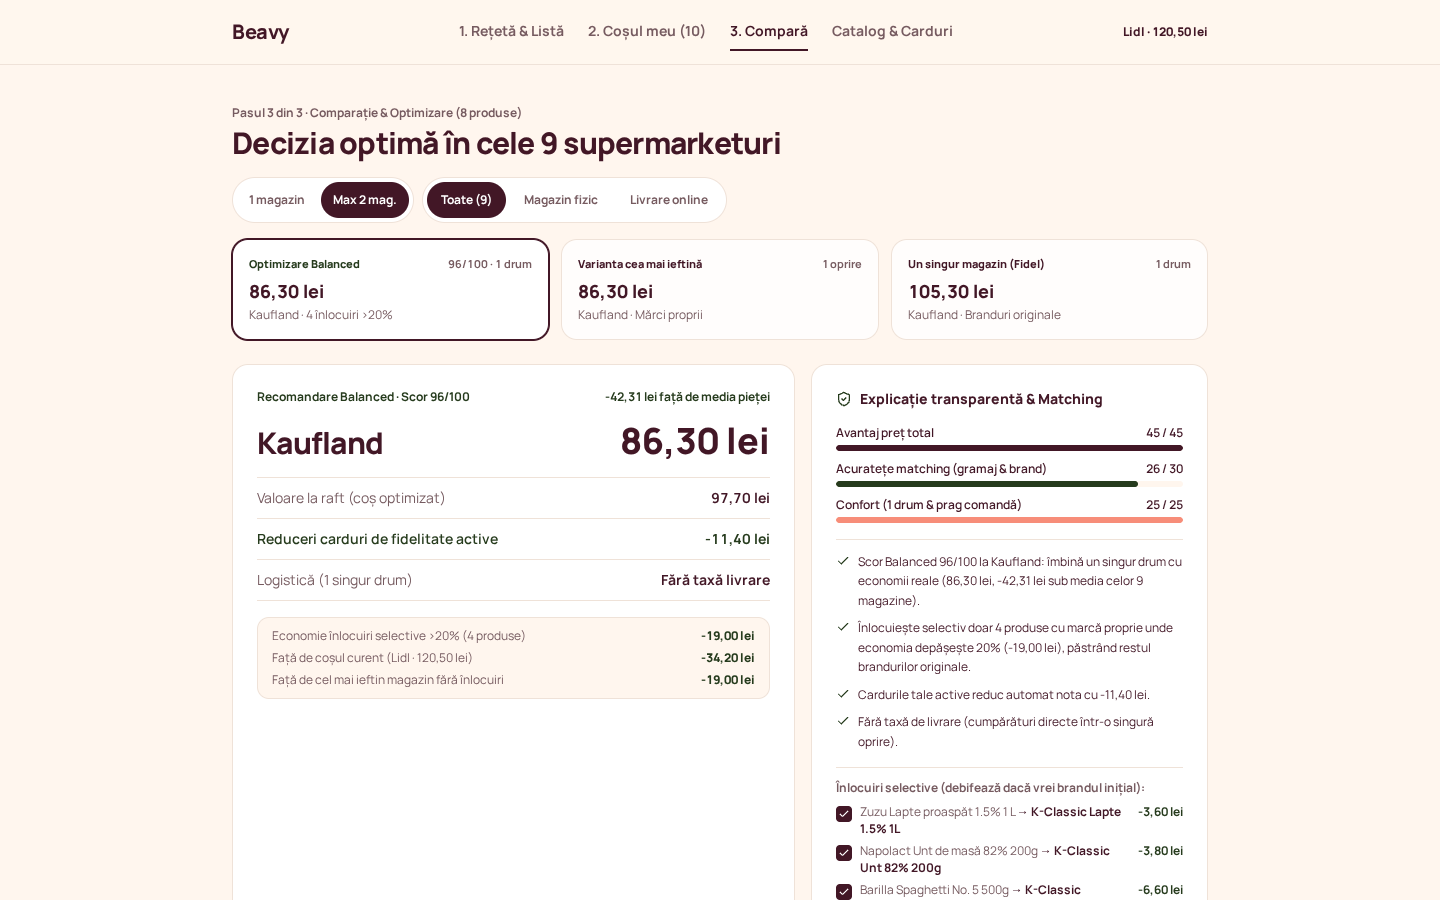 Beavy
1. Rețetă & Listă
2. Coșul meu (10)
3. Compară
Catalog & Carduri
Lidl · 120,50 lei
Pasul 3 din 3 · Comparație & Optimizare (8 produse)
Decizia optimă în cele 9 supermarketuri
1 magazin
Max 2 mag.
Toate (9)
Magazin fizic
Livrare online
Optimizare Balanced
96/100 · 1 drum
86,30 lei
Kaufland · 4 înlocuiri >20%
Varianta cea mai ieftină
1 oprire
86,30 lei
Kaufland · Mărci proprii
Un singur magazin (Fidel)
1 drum
105,30 lei
Kaufland · Branduri originale
Recomandare Balanced · Scor 96/100
-42,31 lei față de media pieței
Kaufland
86,30 lei
Valoare la raft (coș optimizat)
97,70 lei
Reduceri carduri de fidelitate active
-11,40 lei
Logistică (1 singur drum)
Fără taxă livrare
Economie înlocuiri selective >20% (4 produse)
-19,00 lei
Față de coșul curent (Lidl · 120,50 lei)
-34,20 lei
Față de cel mai ieftin magazin fără înlocuiri
-19,00 lei
Explicație transparentă & Matching
Avantaj preț total
45 / 45
Acuratețe matching (gramaj & brand)
26 / 30
Confort (1 drum & prag comandă)
25 / 25
Scor Balanced 96/100 la Kaufland: îmbină un singur drum cu
economii reale (86,30 lei, -42,31 lei sub media celor 9
magazine).
Înlocuiește selectiv doar 4 produse cu marcă proprie unde
economia depășește 20% (-19,00 lei), păstrând restul
brandurilor originale.
Cardurile tale active reduc automat nota cu -11,40 lei.
Fără taxă de livrare (cumpărături directe într-o singură
oprire).
Înlocuiri selective (debifează dacă vrei brandul inițial):
Zuzu Lapte proaspăt 1.5% 1 L → K-Classic Lapte
1.5% 1L
-3,60 lei
Napolact Unt de masă 82% 200g → K-Classic
Unt 82% 200g
-3,80 lei
Barilla Spaghetti No. 5 500g → K-Classic
-6,60 lei